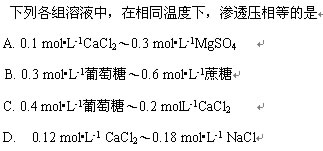 下列各组溶液中，在相同温度下，渗透压相等的是
A. 0.1 mol•L⁻¹CaCl₂～0.3 mol•L⁻¹MgSO₄
B. 0.3 mol•L⁻¹葡萄糖～0.6 mol•L⁻¹蔗糖
C. 0.4 mol•L⁻¹葡萄糖～0.2 molL⁻¹CaCl₂
D. 0.12 mol•L⁻¹ CaCl₂～0.18 mol•L⁻¹ NaCl